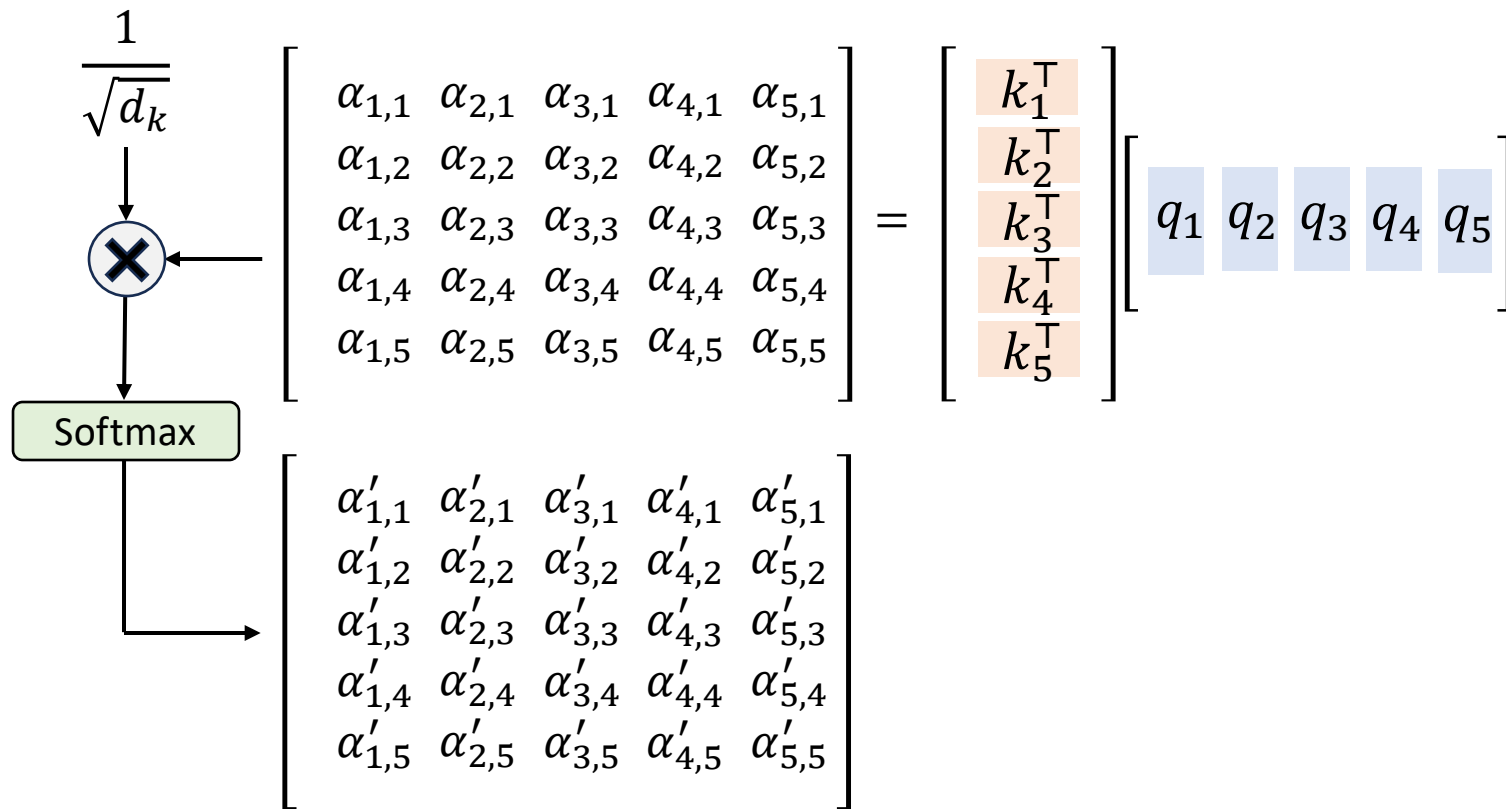 1
√d_k
α_{1,1} α_{2,1} α_{3,1} α_{4,1} α_{5,1}
α_{1,2} α_{2,2} α_{3,2} α_{4,2} α_{5,2}
α_{1,3} α_{2,3} α_{3,3} α_{4,3} α_{5,3}
α_{1,4} α_{2,4} α_{3,4} α_{4,4} α_{5,4}
α_{1,5} α_{2,5} α_{3,5} α_{4,5} α_{5,5}
=
k_1^⊤
k_2^⊤
k_3^⊤
k_4^⊤
k_5^⊤
q_1 q_2 q_3 q_4 q_5
Softmax
α′_{1,1} α′_{2,1} α′_{3,1} α′_{4,1} α′_{5,1}
α′_{1,2} α′_{2,2} α′_{3,2} α′_{4,2} α′_{5,2}
α′_{1,3} α′_{2,3} α′_{3,3} α′_{4,3} α′_{5,3}
α′_{1,4} α′_{2,4} α′_{3,4} α′_{4,4} α′_{5,4}
α′_{1,5} α′_{2,5} α′_{3,5} α′_{4,5} α′_{5,5}